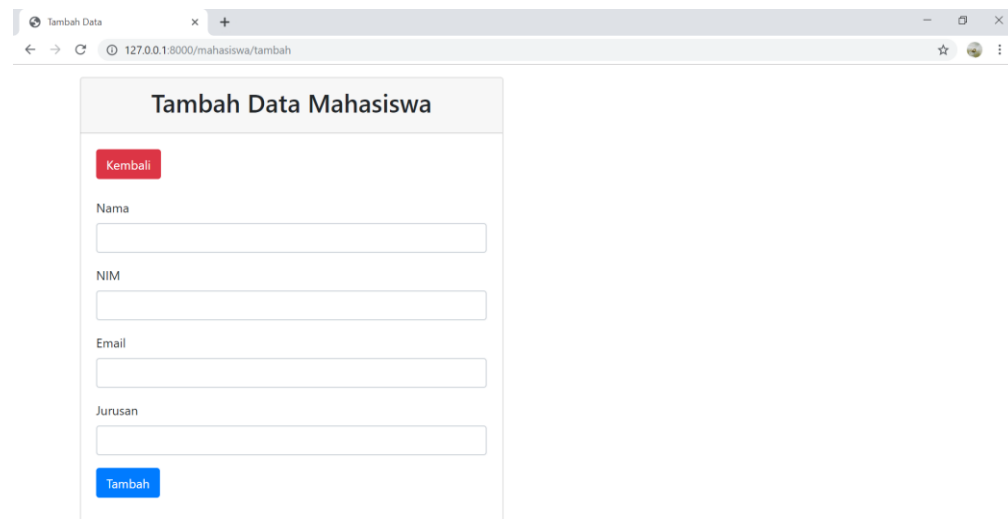 Tambah Data
127.0.0.1:8000/mahasiswa/tambah
Tambah Data Mahasiswa
Kembali
Nama
NIM
Email
Jurusan
Tambah